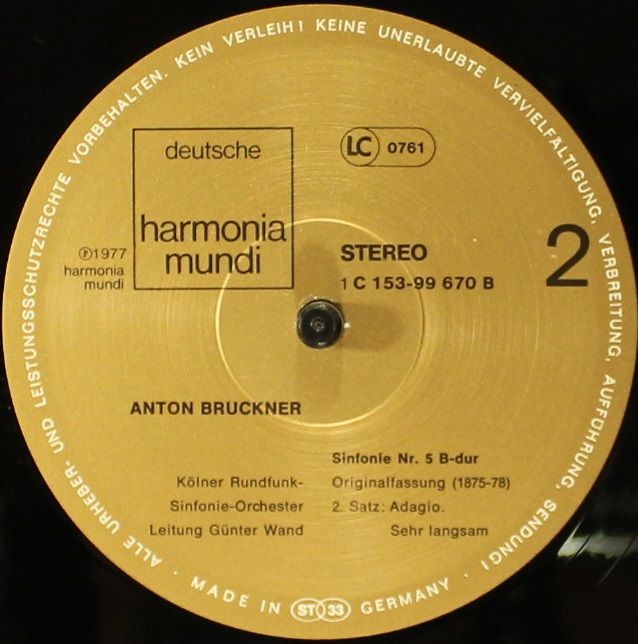 ALLE URHEBER- UND LEISTUNGSSCHUTZRECHTE VORBEHALTEN. KEIN VERLEIH! KEINE UNERLAUBTE VERVIELFÄLTIGUNG, VERBREITUNG, AUFFÜHRUNG, SENDUNG!
deutsche
harmonia
mundi
LC 0761
℗1977
harmonia
mundi
STEREO
1 C 153-99 670 B
2
ANTON BRUCKNER
Kölner Rundfunk-
Sinfonie-Orchester
Leitung Günter Wand
Sinfonie Nr. 5 B-dur
Originalfassung (1875-78)
2. Satz: Adagio.
Sehr langsam
· MADE IN ST 33 GERMANY ·